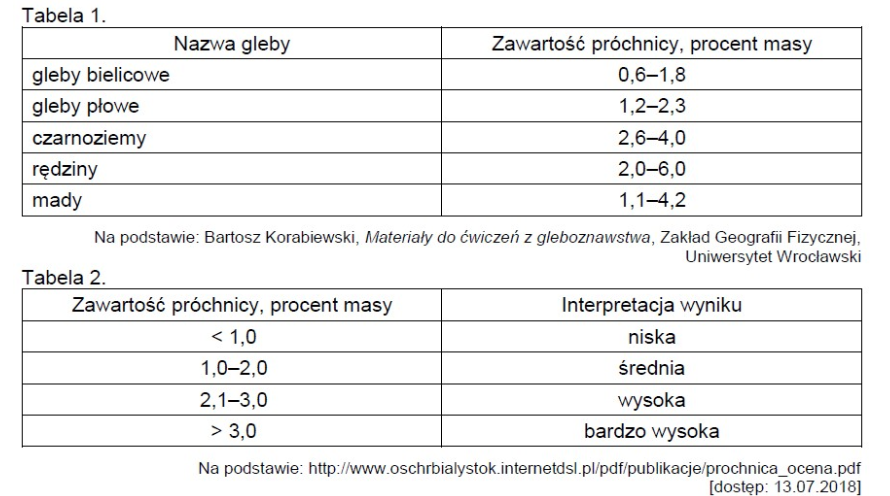 Tabela 1.
Nazwa gleby Zawartość próchnicy, procent masy
gleby bielicowe 0,6–1,8
gleby płowe 1,2–2,3
czarnoziemy 2,6–4,0
rędziny 2,0–6,0
mady 1,1–4,2
Na podstawie: Bartosz Korabiewski, Materiały do ćwiczeń z gleboznawstwa, Zakład Geografii Fizycznej,
Uniwersytet Wrocławski
Tabela 2.
Zawartość próchnicy, procent masy Interpretacja wyniku
< 1,0 niska
1,0–2,0 średnia
2,1–3,0 wysoka
> 3,0 bardzo wysoka
Na podstawie: http://www.oschrbialystok.internetdsl.pl/pdf/publikacje/prochnica_ocena.pdf
[dostęp: 13.07.2018]